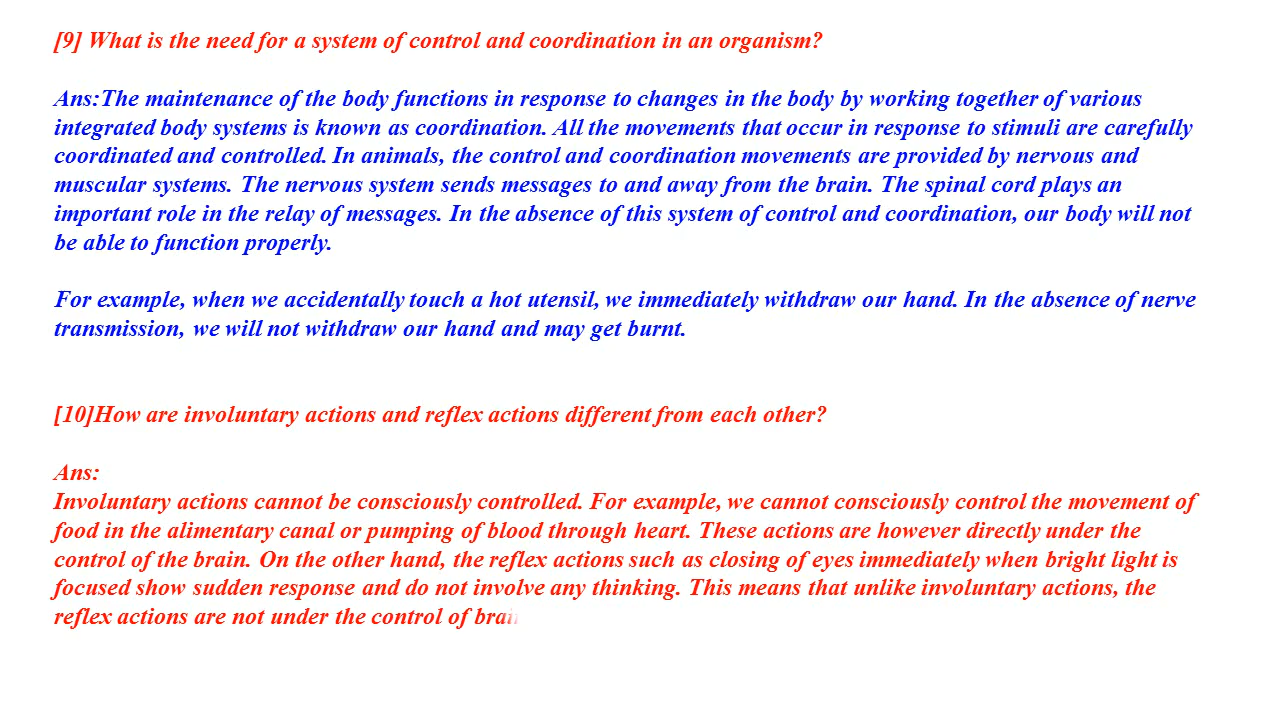 [9] What is the need for a system of control and coordination in an organism?
Ans:The maintenance of the body functions in response to changes in the body by working together of various
integrated body systems is known as coordination. All the movements that occur in response to stimuli are carefully
coordinated and controlled. In animals, the control and coordination movements are provided by nervous and
muscular systems. The nervous system sends messages to and away from the brain. The spinal cord plays an
important role in the relay of messages. In the absence of this system of control and coordination, our body will not
be able to function properly.
For example, when we accidentally touch a hot utensil, we immediately withdraw our hand. In the absence of nerve
transmission, we will not withdraw our hand and may get burnt.
[10]How are involuntary actions and reflex actions different from each other?
Ans:
Involuntary actions cannot be consciously controlled. For example, we cannot consciously control the movement of
food in the alimentary canal or pumping of blood through heart. These actions are however directly under the
control of the brain. On the other hand, the reflex actions such as closing of eyes immediately when bright light is
focused show sudden response and do not involve any thinking. This means that unlike involuntary actions, the
reflex actions are not under the control of